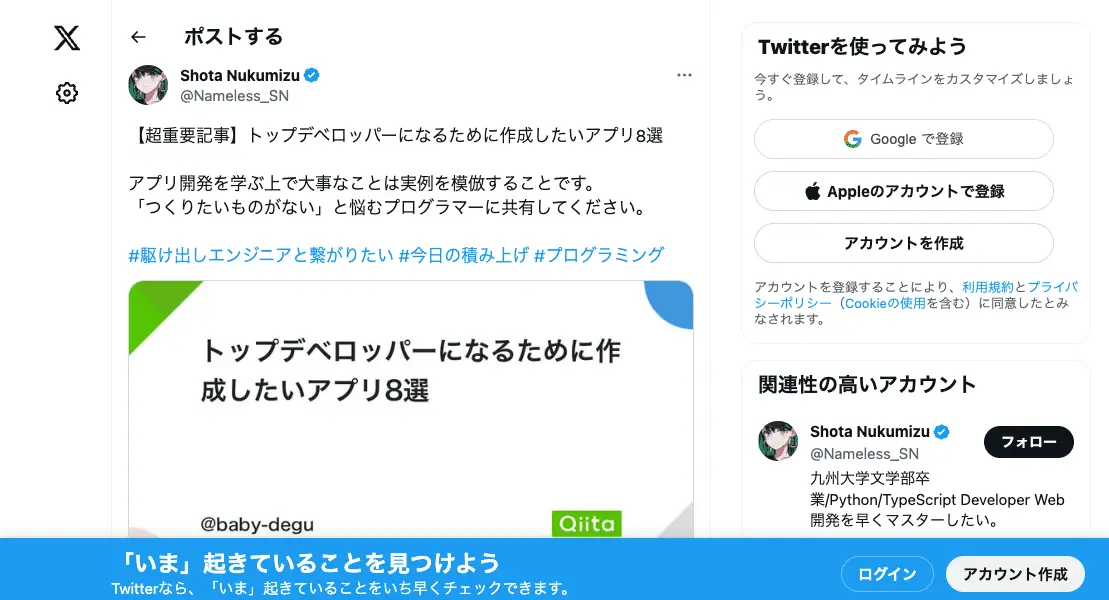 ポストする
Shota Nukumizu
@Nameless_SN
【超重要記事】トップデベロッパーになるために作成したいアプリ8選
アプリ開発を学ぶ上で大事なことは実例を模倣することです。
「つくりたいものがない」と悩むプログラマーに共有してください。
#駆け出しエンジニアと繋がりたい #今日の積み上げ #プログラミング
トップデベロッパーになるために作
成したいアプリ8選
@baby-degu
Qiita
Twitterを使ってみよう
今すぐ登録して、タイムラインをカスタマイズしましょ
う。
Google で登録
Appleのアカウントで登録
アカウントを作成
アカウントを登録することにより、利用規約とプライバ
シーポリシー（Cookieの使用を含む）に同意したとみ
なされます。
関連性の高いアカウント
Shota Nukumizu
@Nameless_SN
フォロー
九州大学文学部卒
業/Python/TypeScript Developer Web
開発を早くマスターしたい。
「いま」起きていることを見つけよう
Twitterなら、「いま」起きていることをいち早くチェックできます。
ログイン
アカウント作成